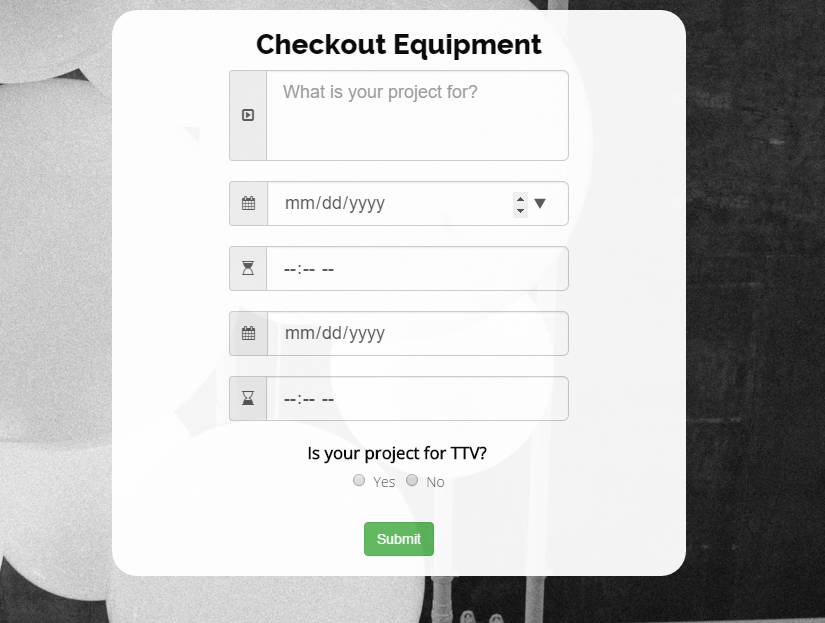 Checkout Equipment
What is your project for?
mm/dd/yyyy
--:-- --
mm/dd/yyyy
--:-- --
Is your project for TTV?
Yes No
Submit